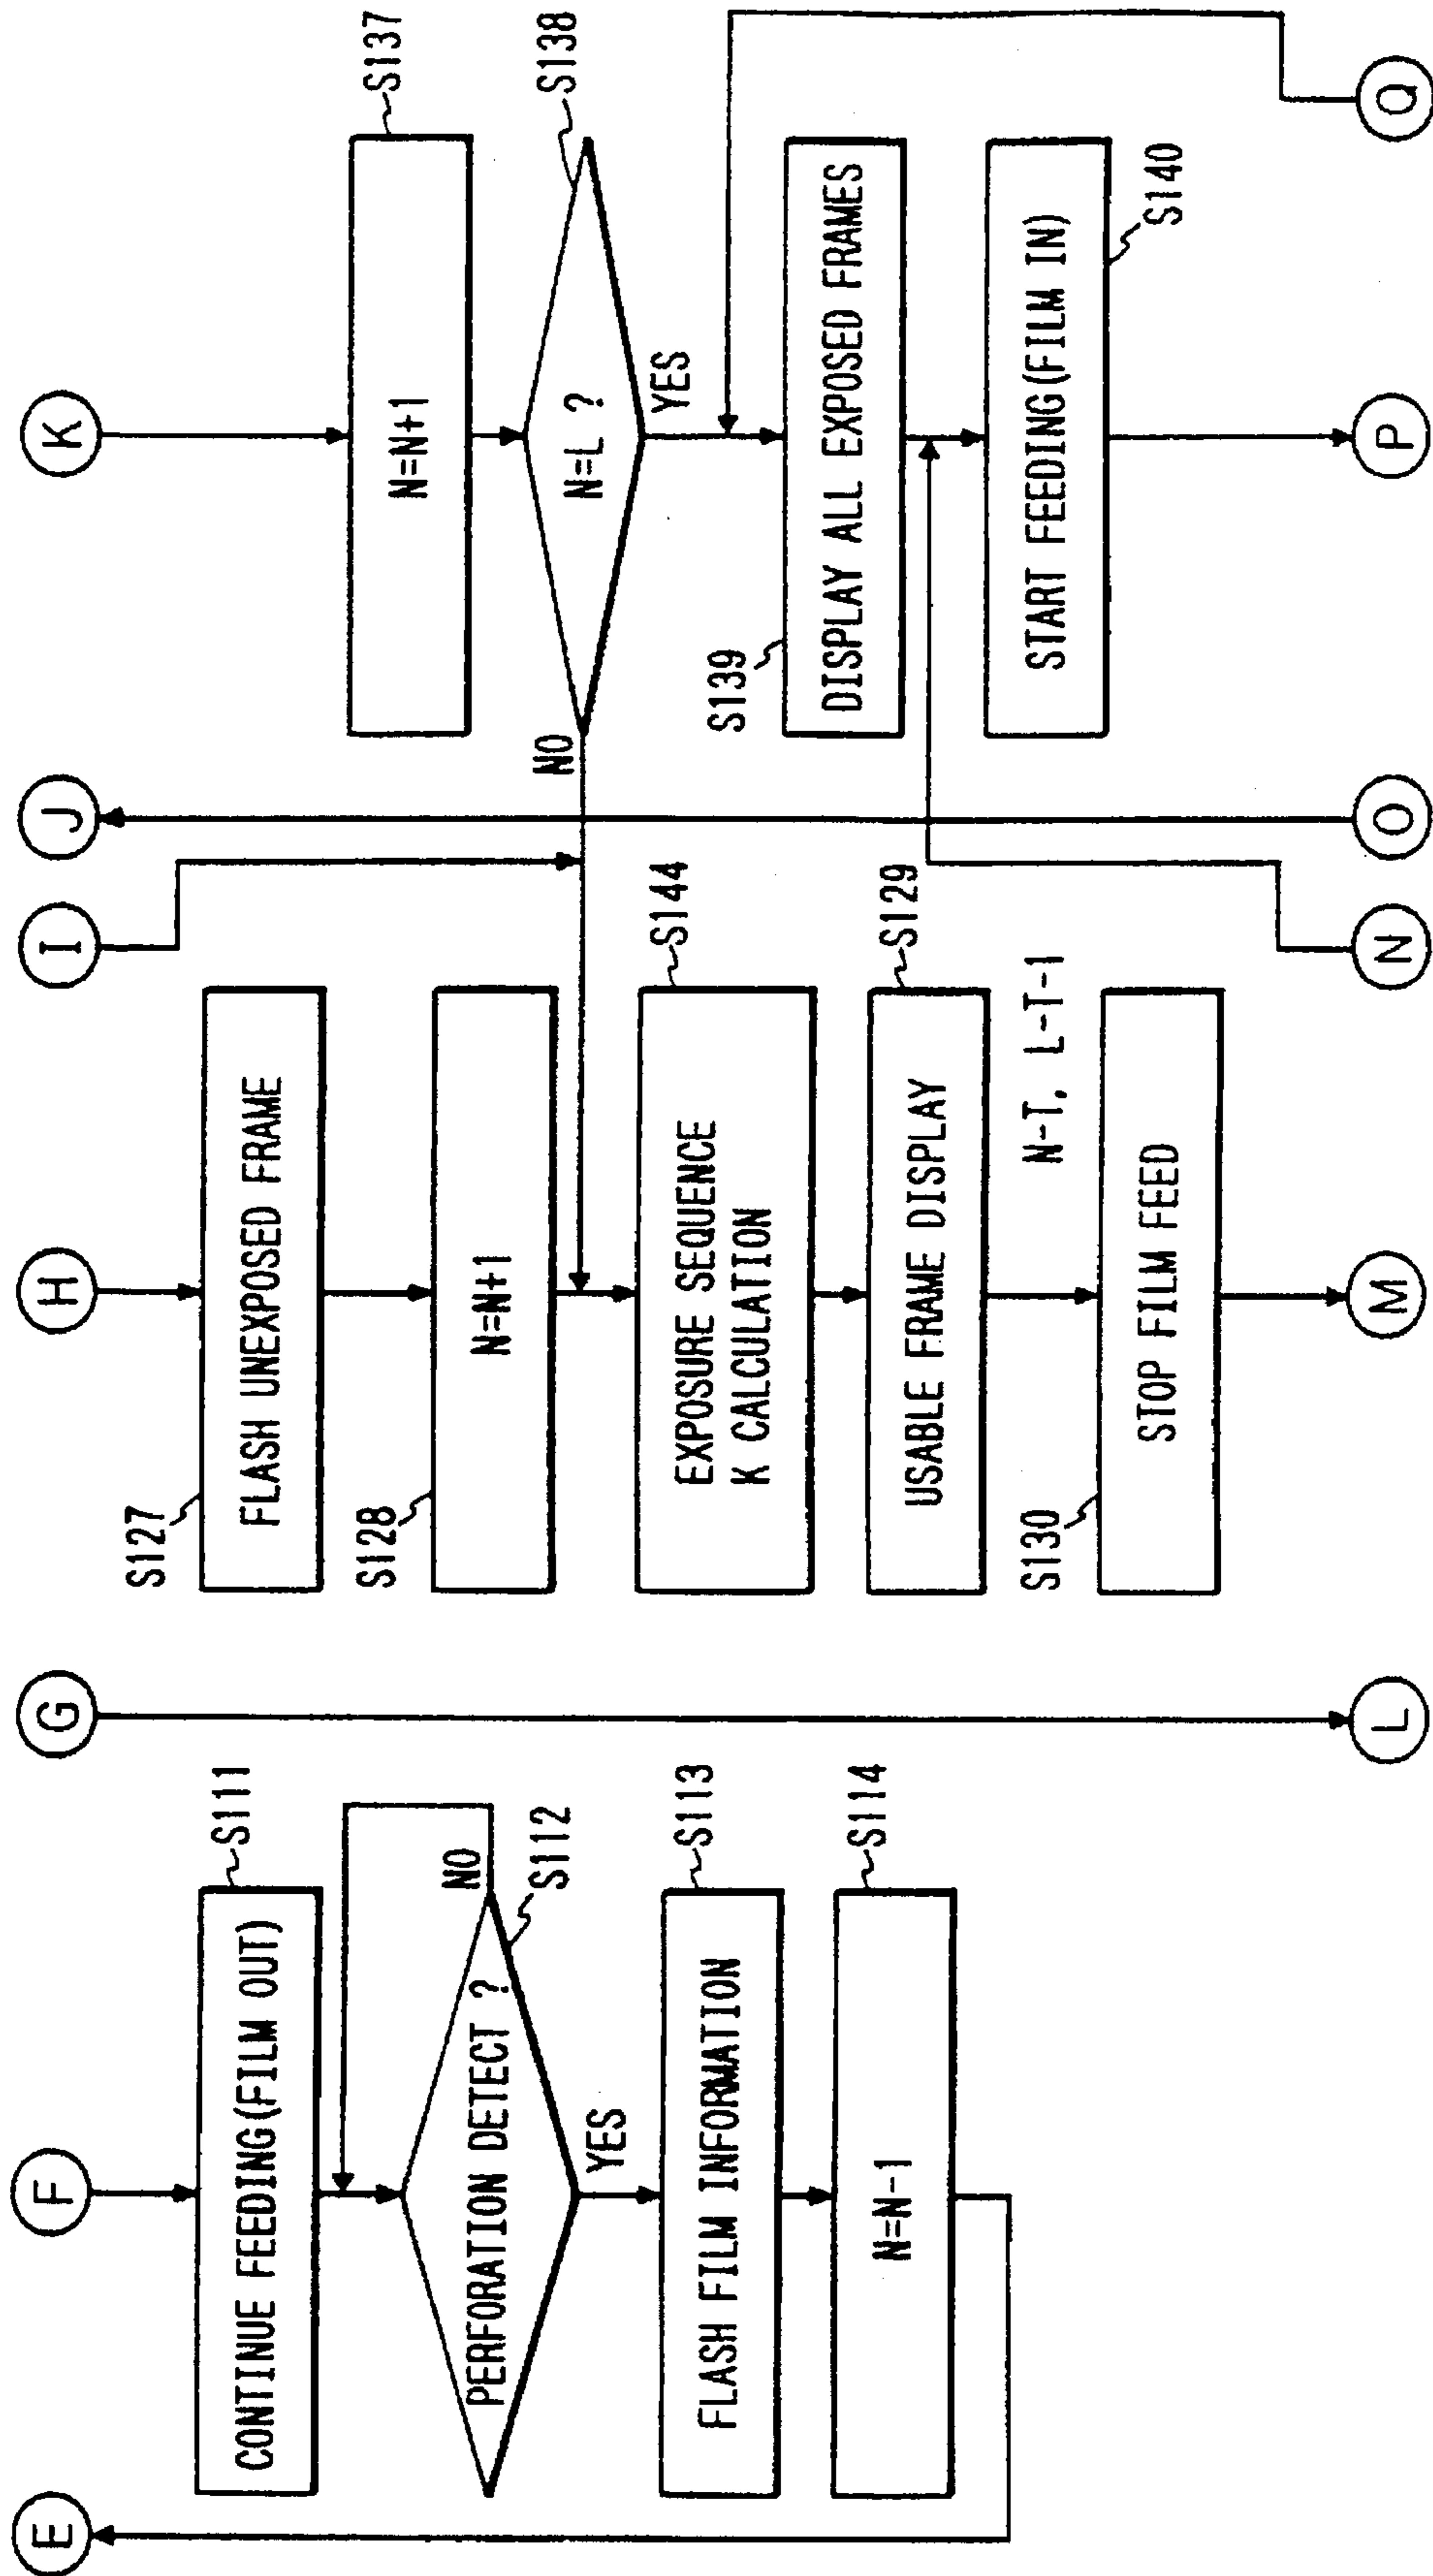 E
F
CONTINUE FEEDING(FILM OUT)
S111
PERFORATION DETECT ?
NO
S112
YES
FLASH FILM INFORMATION
S113
N=N-1
S114
G
L
H
S127
FLASH UNEXPOSED FRAME
S128
N=N+1
EXPOSURE SEQUENCE
K CALCULATION
S144
USABLE FRAME DISPLAY
S129
N-T, L-T-1
S130
STOP FILM FEED
M
I
J
O
N
K
N=N+1
S137
N=L ?
S138
NO
YES
S139
DISPLAY ALL EXPOSED FRAMES
START FEEDING(FILM IN)
S140
P
Q